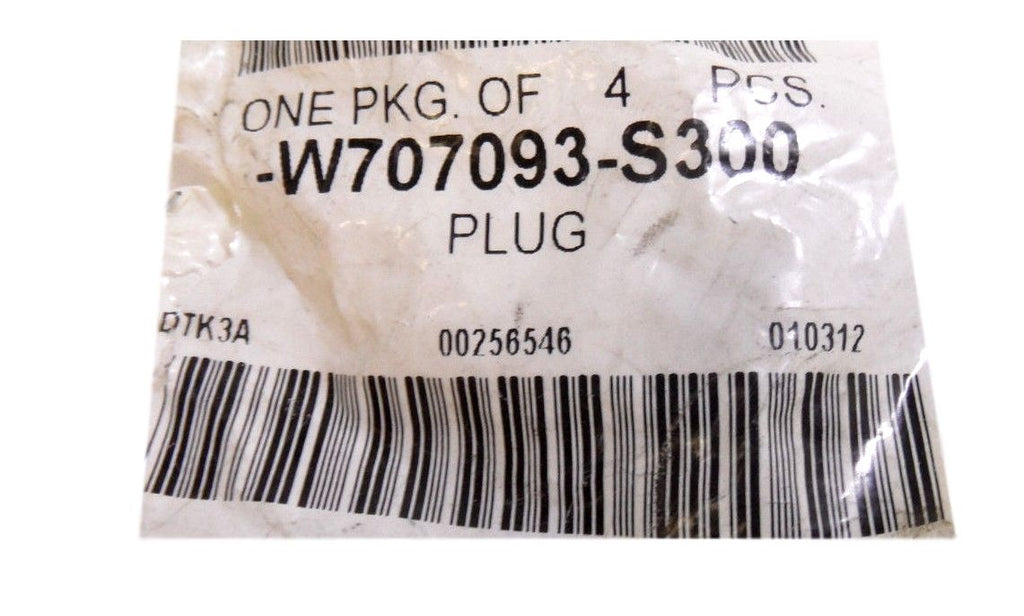 ONE PKG. OF 4 PCS.
-W707093-S300
PLUG
DTK3A 00256546 010312